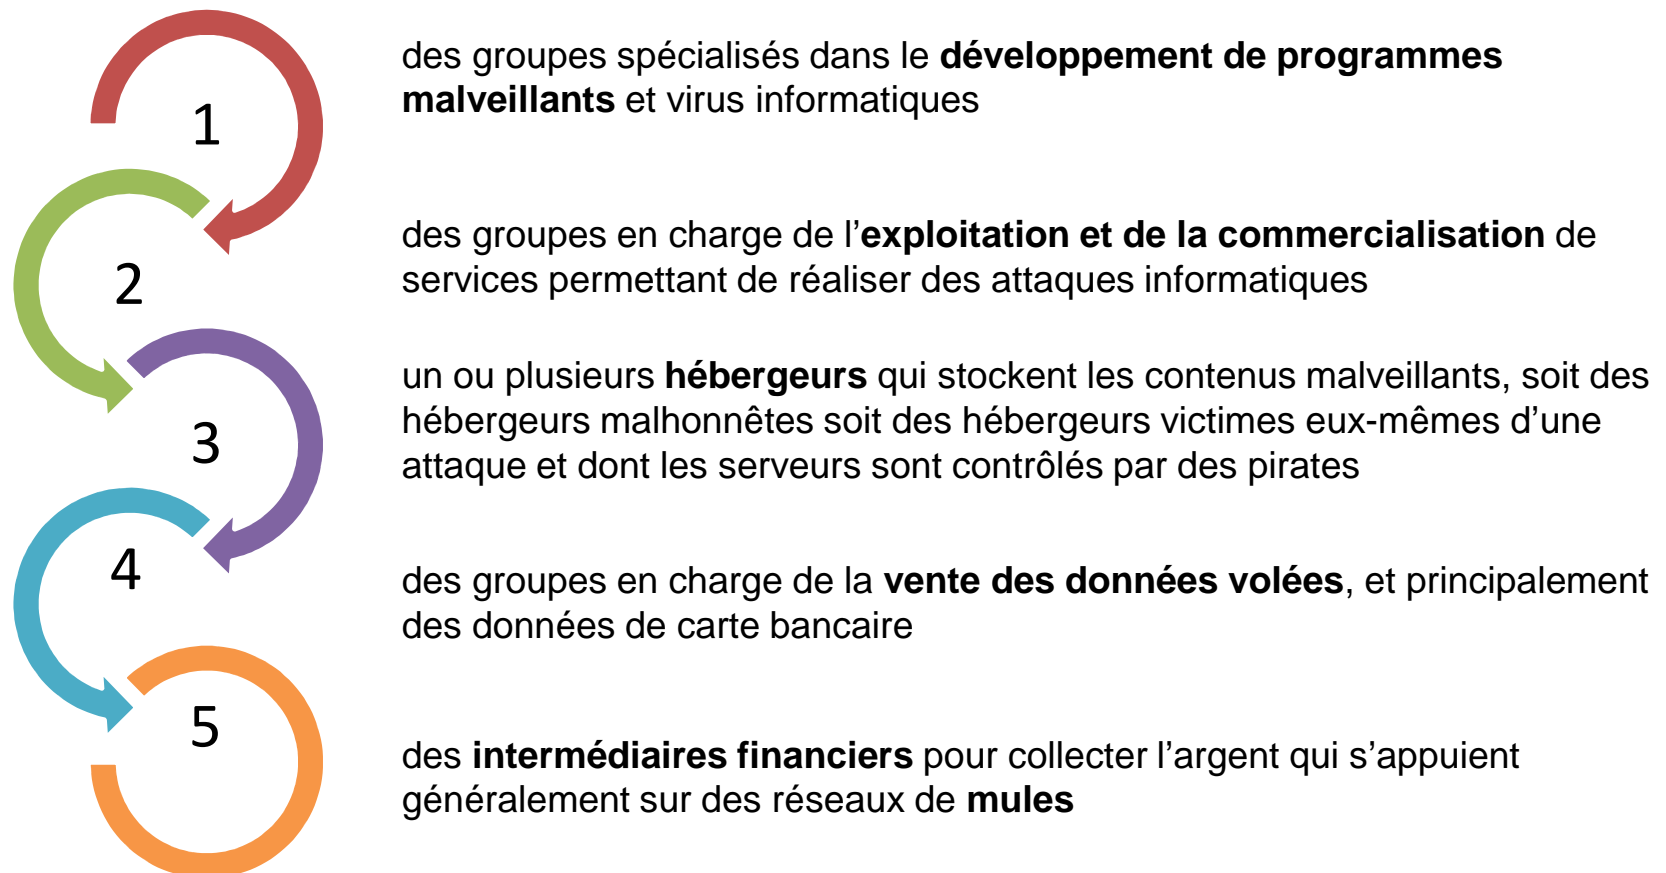 1
des groupes spécialisés dans le développement de programmes
malveillants et virus informatiques
2
des groupes en charge de l’exploitation et de la commercialisation de
services permettant de réaliser des attaques informatiques
3
un ou plusieurs hébergeurs qui stockent les contenus malveillants, soit des
hébergeurs malhonnêtes soit des hébergeurs victimes eux-mêmes d’une
attaque et dont les serveurs sont contrôlés par des pirates
4
des groupes en charge de la vente des données volées, et principalement
des données de carte bancaire
5
des intermédiaires financiers pour collecter l’argent qui s’appuient
généralement sur des réseaux de mules